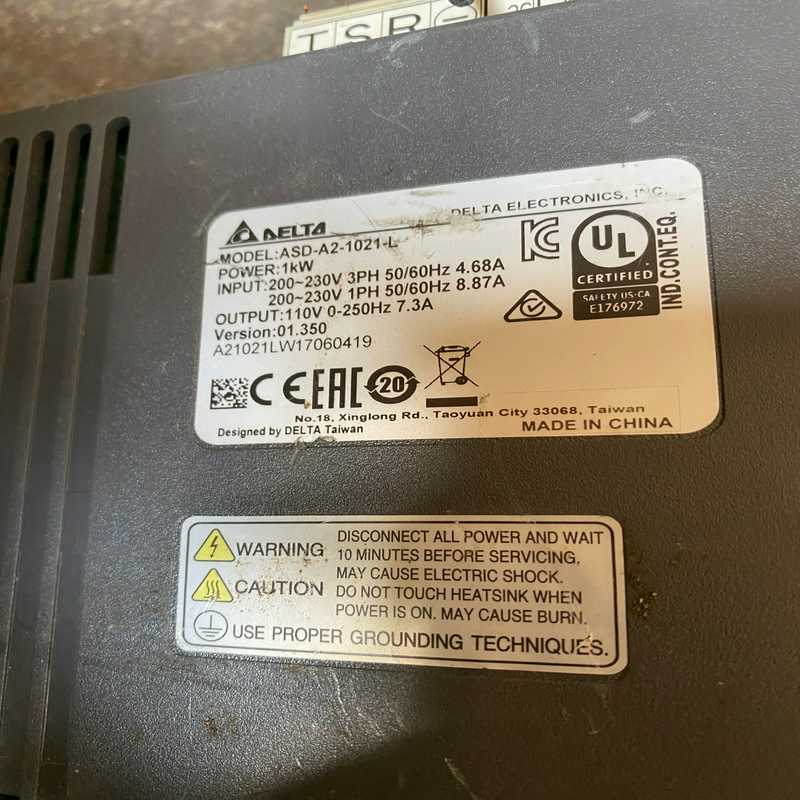 T S R
DELTA
DELTA ELECTRONICS, INC.
MODEL:ASD-A2-1021-L
POWER:1kW
INPUT:200~230V 3PH 50/60Hz 4.68A
200~230V 1PH 50/60Hz 8.87A
OUTPUT:110V 0-250Hz 7.3A
Version:01.350
A21021LW17060419
KC
UL
CERTIFIED
SAFETY US-CA
E176972
IND.CONT.EQ.
CE EAC 20
No.18, Xinglong Rd., Taoyuan City 33068, Taiwan
Designed by DELTA Taiwan
MADE IN CHINA
WARNING
DISCONNECT ALL POWER AND WAIT
10 MINUTES BEFORE SERVICING,
MAY CAUSE ELECTRIC SHOCK.
CAUTION
DO NOT TOUCH HEATSINK WHEN
POWER IS ON. MAY CAUSE BURN.
USE PROPER GROUNDING TECHNIQUES.